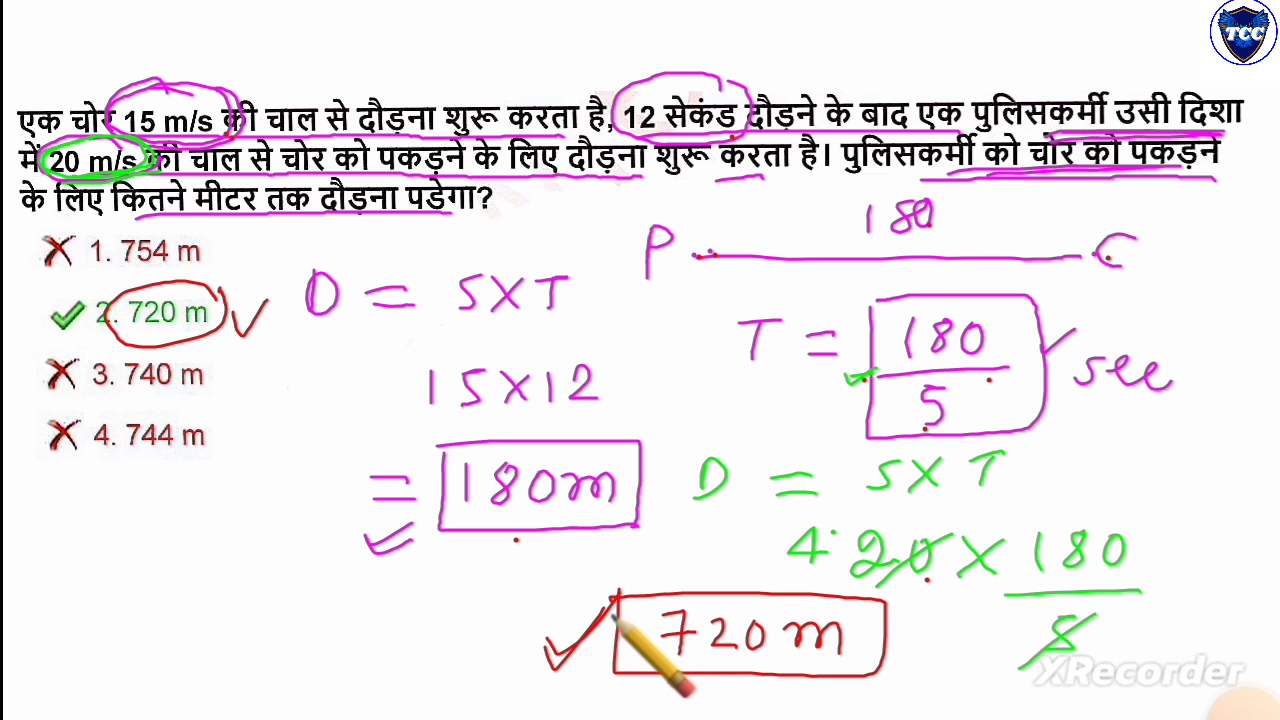 TCC
एक चोर 15 m/s की चाल से दौड़ना शुरू करता है, 12 सेकंड दौड़ने के बाद एक पुलिसकर्मी उसी दिशा
में 20 m/s की चाल से चोर को पकड़ने के लिए दौड़ना शुरू करता है। पुलिसकर्मी को चोर को पकड़ने
के लिए कितने मीटर तक दौड़ना पडेगा?
1. 754 m
2. 720 m
3. 740 m
4. 744 m
D = S X T
15 X 12
= 180m
180
P C
T = 180
5 sec
D = S X T
4 20 X 180
5
720 m
XRecorder